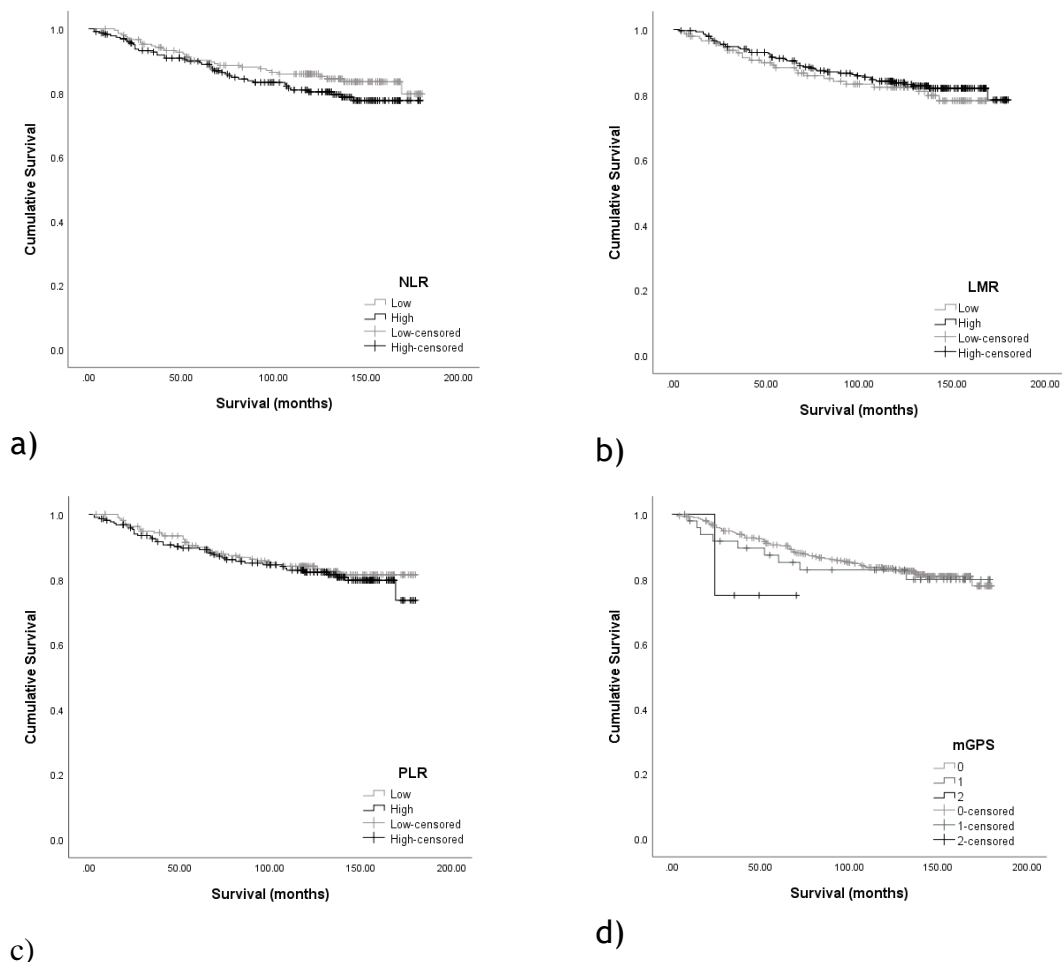 1.0
0.8
0.6
0.4
0.2
0.0
Cumulative Survival
NLR
Low
High
Low-censored
High-censored
.00 50.00 100.00 150.00 200.00
Survival (months)
a)
1.0
0.8
0.6
0.4
0.2
0.0
Cumulative Survival
LMR
Low
High
Low-censored
High-censored
.00 50.00 100.00 150.00 200.00
Survival (months)
b)
1.0
0.8
0.6
0.4
0.2
0.0
Cumulative Survival
PLR
Low
High
Low-censored
High-censored
.00 50.00 100.00 150.00 200.00
Survival (months)
c)
1.0
0.8
0.6
0.4
0.2
0.0
Cumulative Survival
mGPS
0
1
2
0-censored
1-censored
2-censored
.00 50.00 100.00 150.00 200.00
Survival (months)
d)